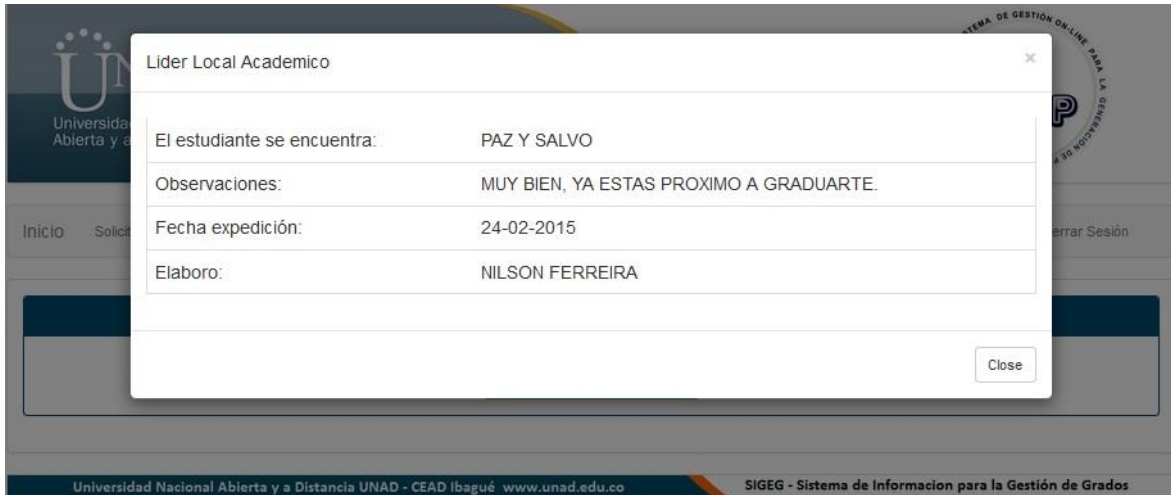 Lider Local Academico ×
El estudiante se encuentra: PAZ Y SALVO
Observaciones: MUY BIEN, YA ESTAS PROXIMO A GRADUARTE.
Fecha expedición: 24-02-2015
Elaboro: NILSON FERREIRA
Close
Inicio
errar Sesión
Abierta y a
Universidad Nacional Abierta y a Distancia UNAD - CEAD Ibagué www.unad.edu.co
SIGEG - Sistema de Informacion para la Gestión de Grados